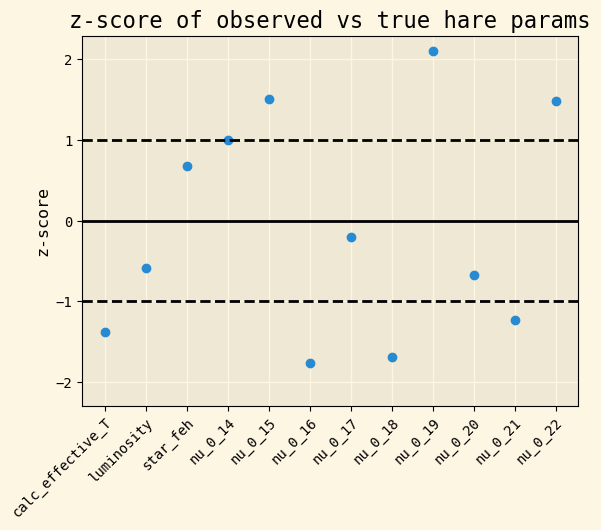 z-score of observed vs true hare params
z-score
2
1
0
−1
−2
calc_effective_T
luminosity
star_feh
nu_0_14
nu_0_15
nu_0_16
nu_0_17
nu_0_18
nu_0_19
nu_0_20
nu_0_21
nu_0_22